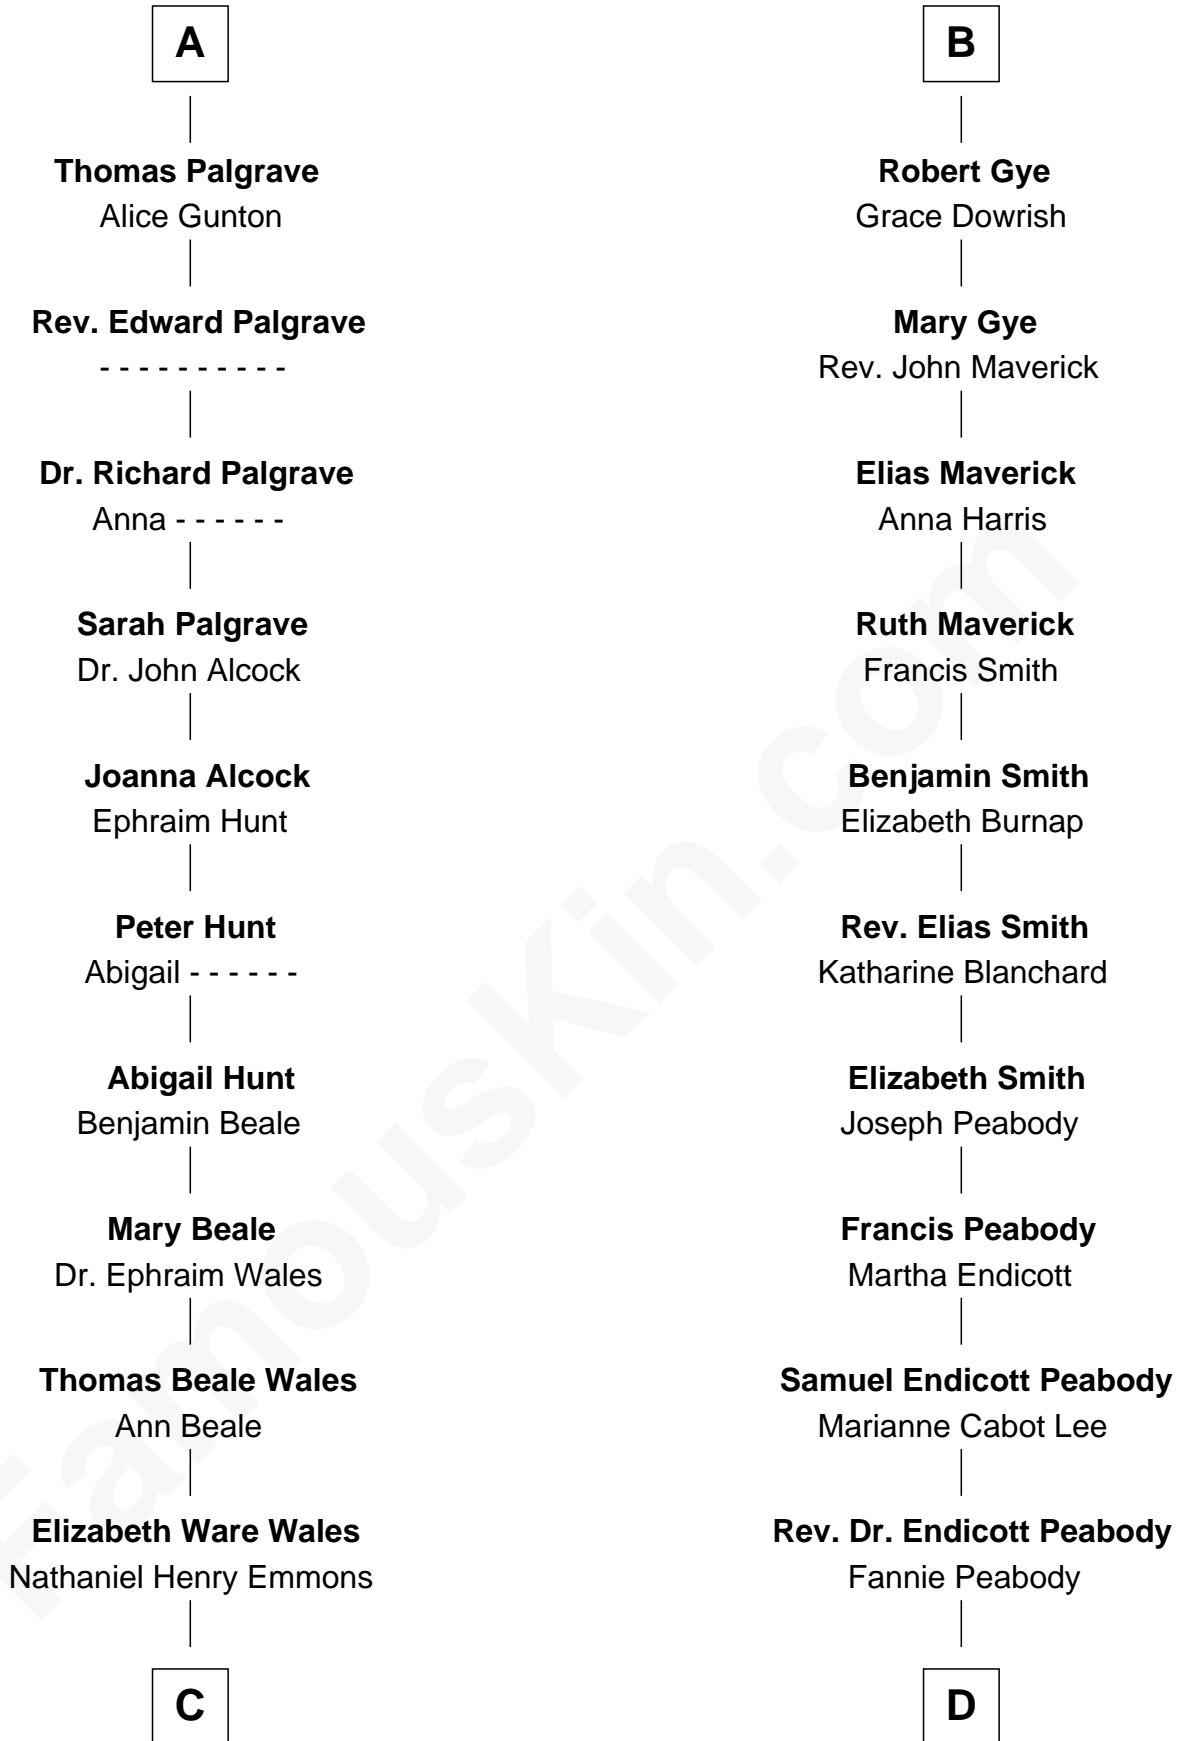 A
Thomas Palgrave
Alice Gunton
Rev. Edward Palgrave
- - - - - - - - - -
Dr. Richard Palgrave
Anna - - - - - -
Sarah Palgrave
Dr. John Alcock
Joanna Alcock
Ephraim Hunt
Peter Hunt
Abigail - - - - - -
Abigail Hunt
Benjamin Beale
Mary Beale
Dr. Ephraim Wales
Thomas Beale Wales
Ann Beale
Elizabeth Ware Wales
Nathaniel Henry Emmons
C
B
Robert Gye
Grace Dowrish
Mary Gye
Rev. John Maverick
Elias Maverick
Anna Harris
Ruth Maverick
Francis Smith
Benjamin Smith
Elizabeth Burnap
Rev. Elias Smith
Katharine Blanchard
Elizabeth Smith
Joseph Peabody
Francis Peabody
Martha Endicott
Samuel Endicott Peabody
Marianne Cabot Lee
Rev. Dr. Endicott Peabody
Fannie Peabody
D
FamousKin.com